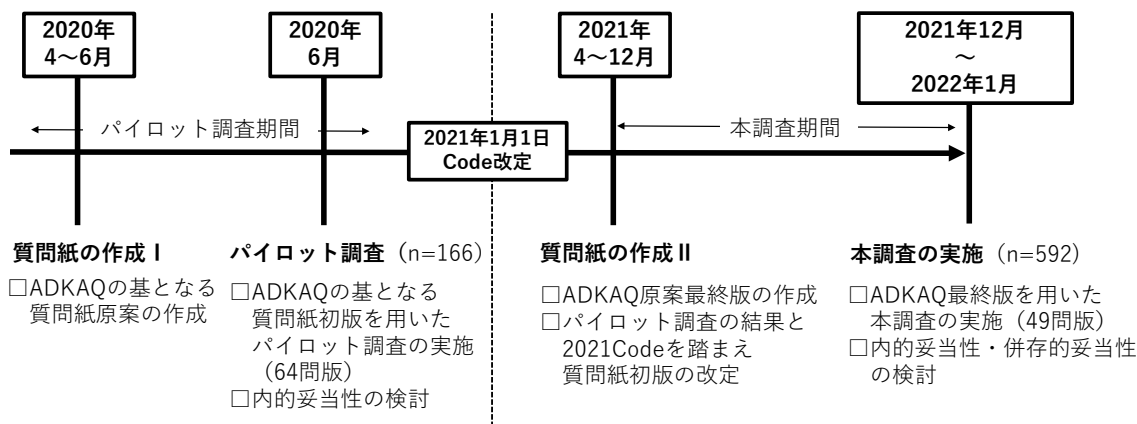 2020年
4～6月
2020年
6月
2021年
4～12月
2021年12月
～
2022年1月
パイロット調査期間
2021年1月1日
Code改定
本調査期間
質問紙の作成Ⅰ
□ADKAQの基となる
質問紙原案の作成
パイロット調査（n=166）
□ADKAQの基となる
質問紙初版を用いた
パイロット調査の実施
（64問版）
□内的妥当性の検討
質問紙の作成Ⅱ
□ADKAQ原案最終版の作成
□パイロット調査の結果と
2021Codeを踏まえ
質問紙初版の改定
本調査の実施（n=592）
□ADKAQ最終版を用いた
本調査の実施（49問版）
□内的妥当性・併存的妥当性
の検討